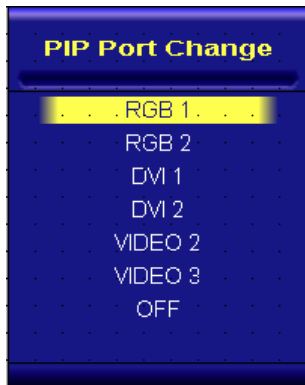 PIP Port Change
RGB 1
RGB 2
DVI 1
DVI 2
VIDEO 2
VIDEO 3
OFF